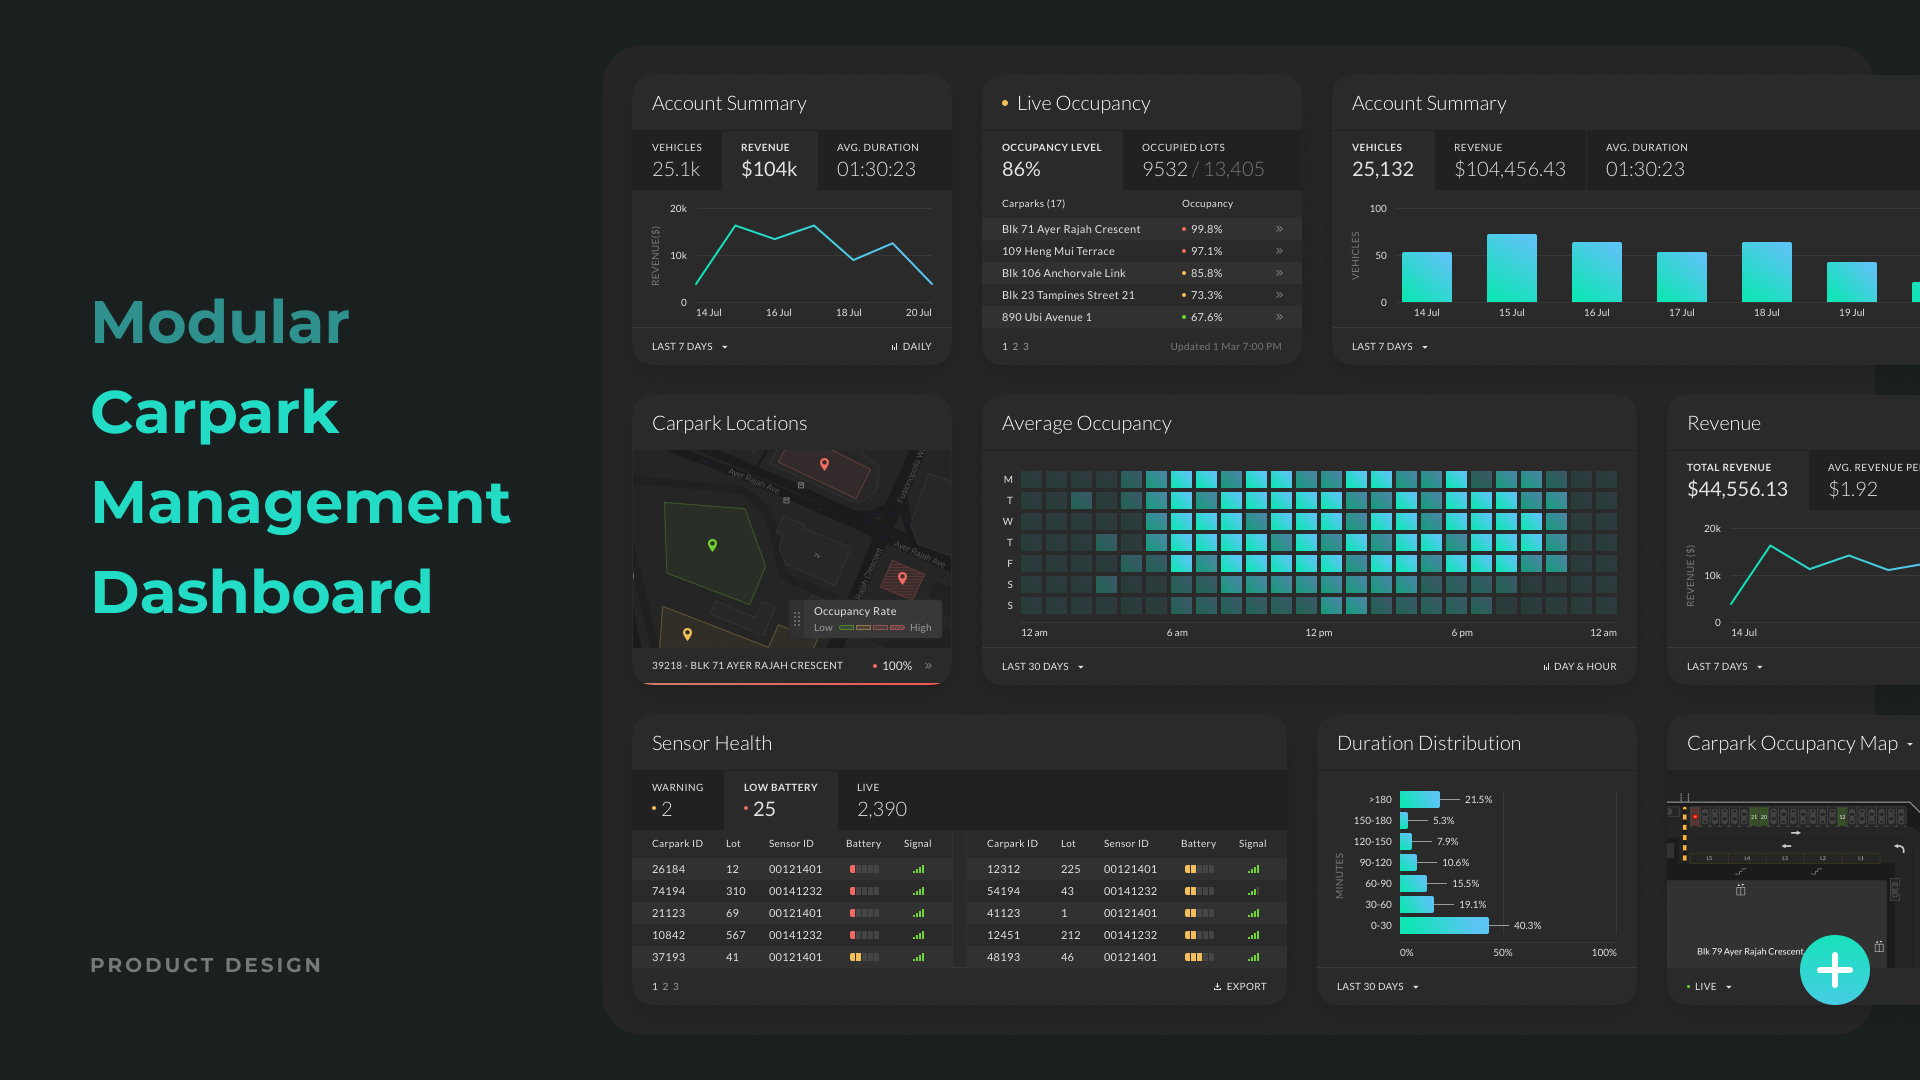 Modular
Carpark
Management
Dashboard
PRODUCT DESIGN
Account Summary
VEHICLES REVENUE AVG. DURATION
25.1k $104k 01:30:23
REVENUE($)
20k
10k
0
14 Jul 16 Jul 18 Jul 20 Jul
LAST 7 DAYS DAILY
Live Occupancy
OCCUPANCY LEVEL OCCUPIED LOTS
86% 9532 / 13,405
Carparks (17) Occupancy
Blk 71 Ayer Rajah Crescent 99.8% »
109 Heng Mui Terrace 97.1% »
Blk 106 Anchorvale Link 85.8% »
Blk 23 Tampines Street 21 73.3% »
890 Ubi Avenue 1 67.6% »
1 2 3 Updated 1 Mar 7:00 PM
Account Summary
VEHICLES REVENUE AVG. DURATION
25,132 $104,456.43 01:30:23
VEHICLES
100
50
0
14 Jul 15 Jul 16 Jul 17 Jul 18 Jul 19 Jul
LAST 7 DAYS
Carpark Locations
Ayer Rajah Ave
Fusionopolis W
Ayer Rajah Ave
Rajah Crescent
Occupancy Rate
Low High
39218 - BLK 71 AYER RAJAH CRESCENT 100% »
Average Occupancy
M
T
W
T
F
S
S
12 am 6 am 12 pm 6 pm 12 am
LAST 30 DAYS DAY & HOUR
Revenue
TOTAL REVENUE AVG. REVENUE PE
$44,556.13 $1.92
REVENUE ($)
20k
10k
0
14 Jul
LAST 7 DAYS
Sensor Health
WARNING LOW BATTERY LIVE
2 25 2,390
Carpark ID Lot Sensor ID Battery Signal Carpark ID Lot Sensor ID Battery Signal
26184 12 00121401 12312 225 00121401
74194 310 00141232 54194 43 00141232
21123 69 00121401 41123 1 00121401
10842 567 00141232 12451 212 00141232
37193 41 00121401 48193 46 00121401
1 2 3 EXPORT
Duration Distribution
MINUTES
>180 21.5%
150-180 5.3%
120-150 7.9%
90-120 10.6%
60-90 15.5%
30-60 19.1%
0-30 40.3%
0% 50% 100%
LAST 30 DAYS
Carpark Occupancy Map
21 20 12
L5 L4 L3 L2 L1
Blk 79 Ayer Rajah Crescent
LIVE